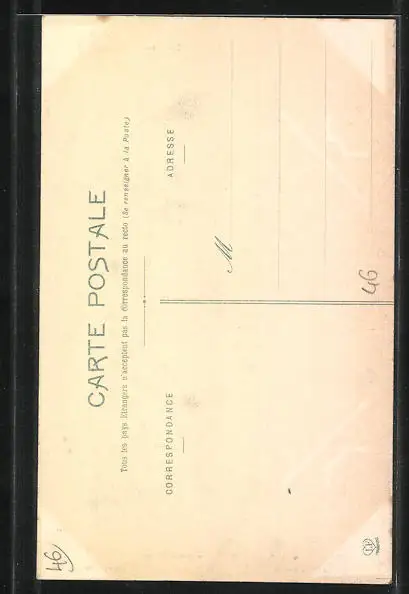 CARTE POSTALE
Tous les pays Etrangers n'acceptent pas la Correspondance au recto (Se renseigner à la Poste)
CORRESPONDANCE
ADRESSE
M
46
46